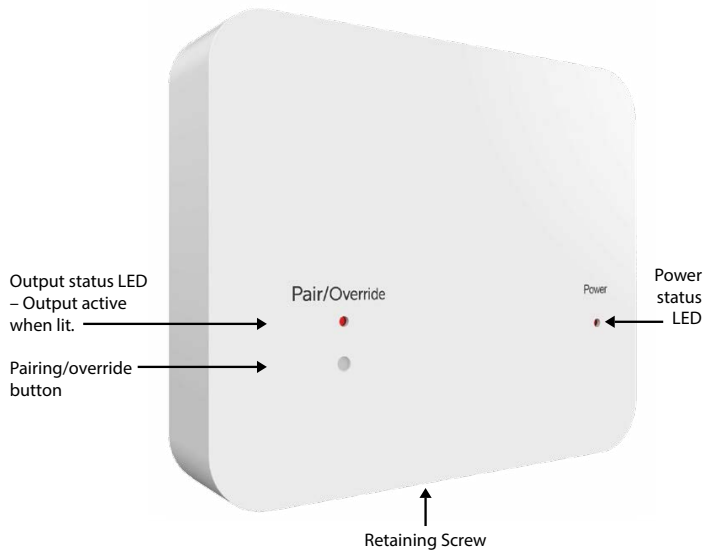 Output status LED
– Output active
when lit.
Pairing/override
button
Pair/Override
Power
Power
status
LED
Retaining Screw